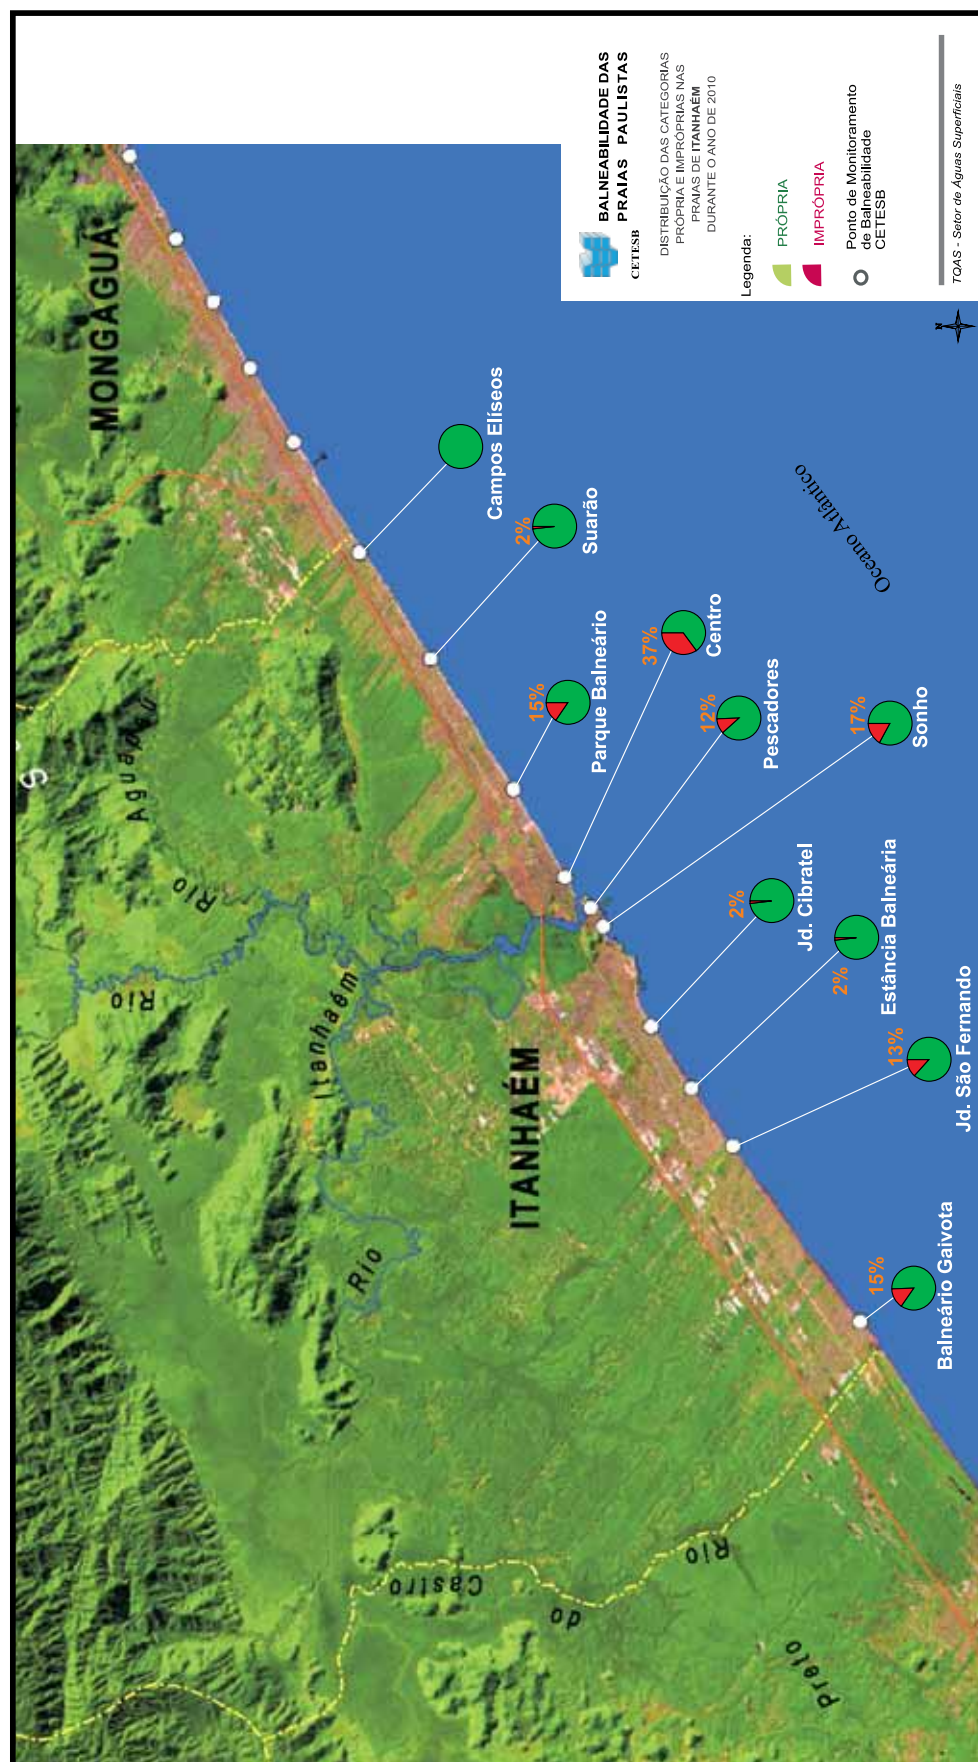 BALNEABILIDADE DAS
PRAIAS PAULISTAS
CETESB
DISTRIBUIÇÃO DAS CATEGORIAS
PRÓPRIA E IMPRÓPRIAS NAS
PRAIAS DE ITANHAÉM
DURANTE O ANO DE 2010
Legenda:
PRÓPRIA
IMPRÓPRIA
Ponto de Monitoramento
de Balneabilidade
CETESB
TQAS - Setor de Águas Superficiais
N
MONGAGUÁ
Campos Elíseos
2%
Suarão
15%
Parque Balneário
37%
Centro
12%
Pescadores
17%
Sonho
2%
Jd. Cibratel
2%
Estância Balneária
13%
Jd. São Fernando
15%
Balneário Gaivota
Oceano Atlântico
ITANHAÉM
Rio
Aguapeú
Rio
Rio
Itanhaém
Rio
do
Castro
Preto
S